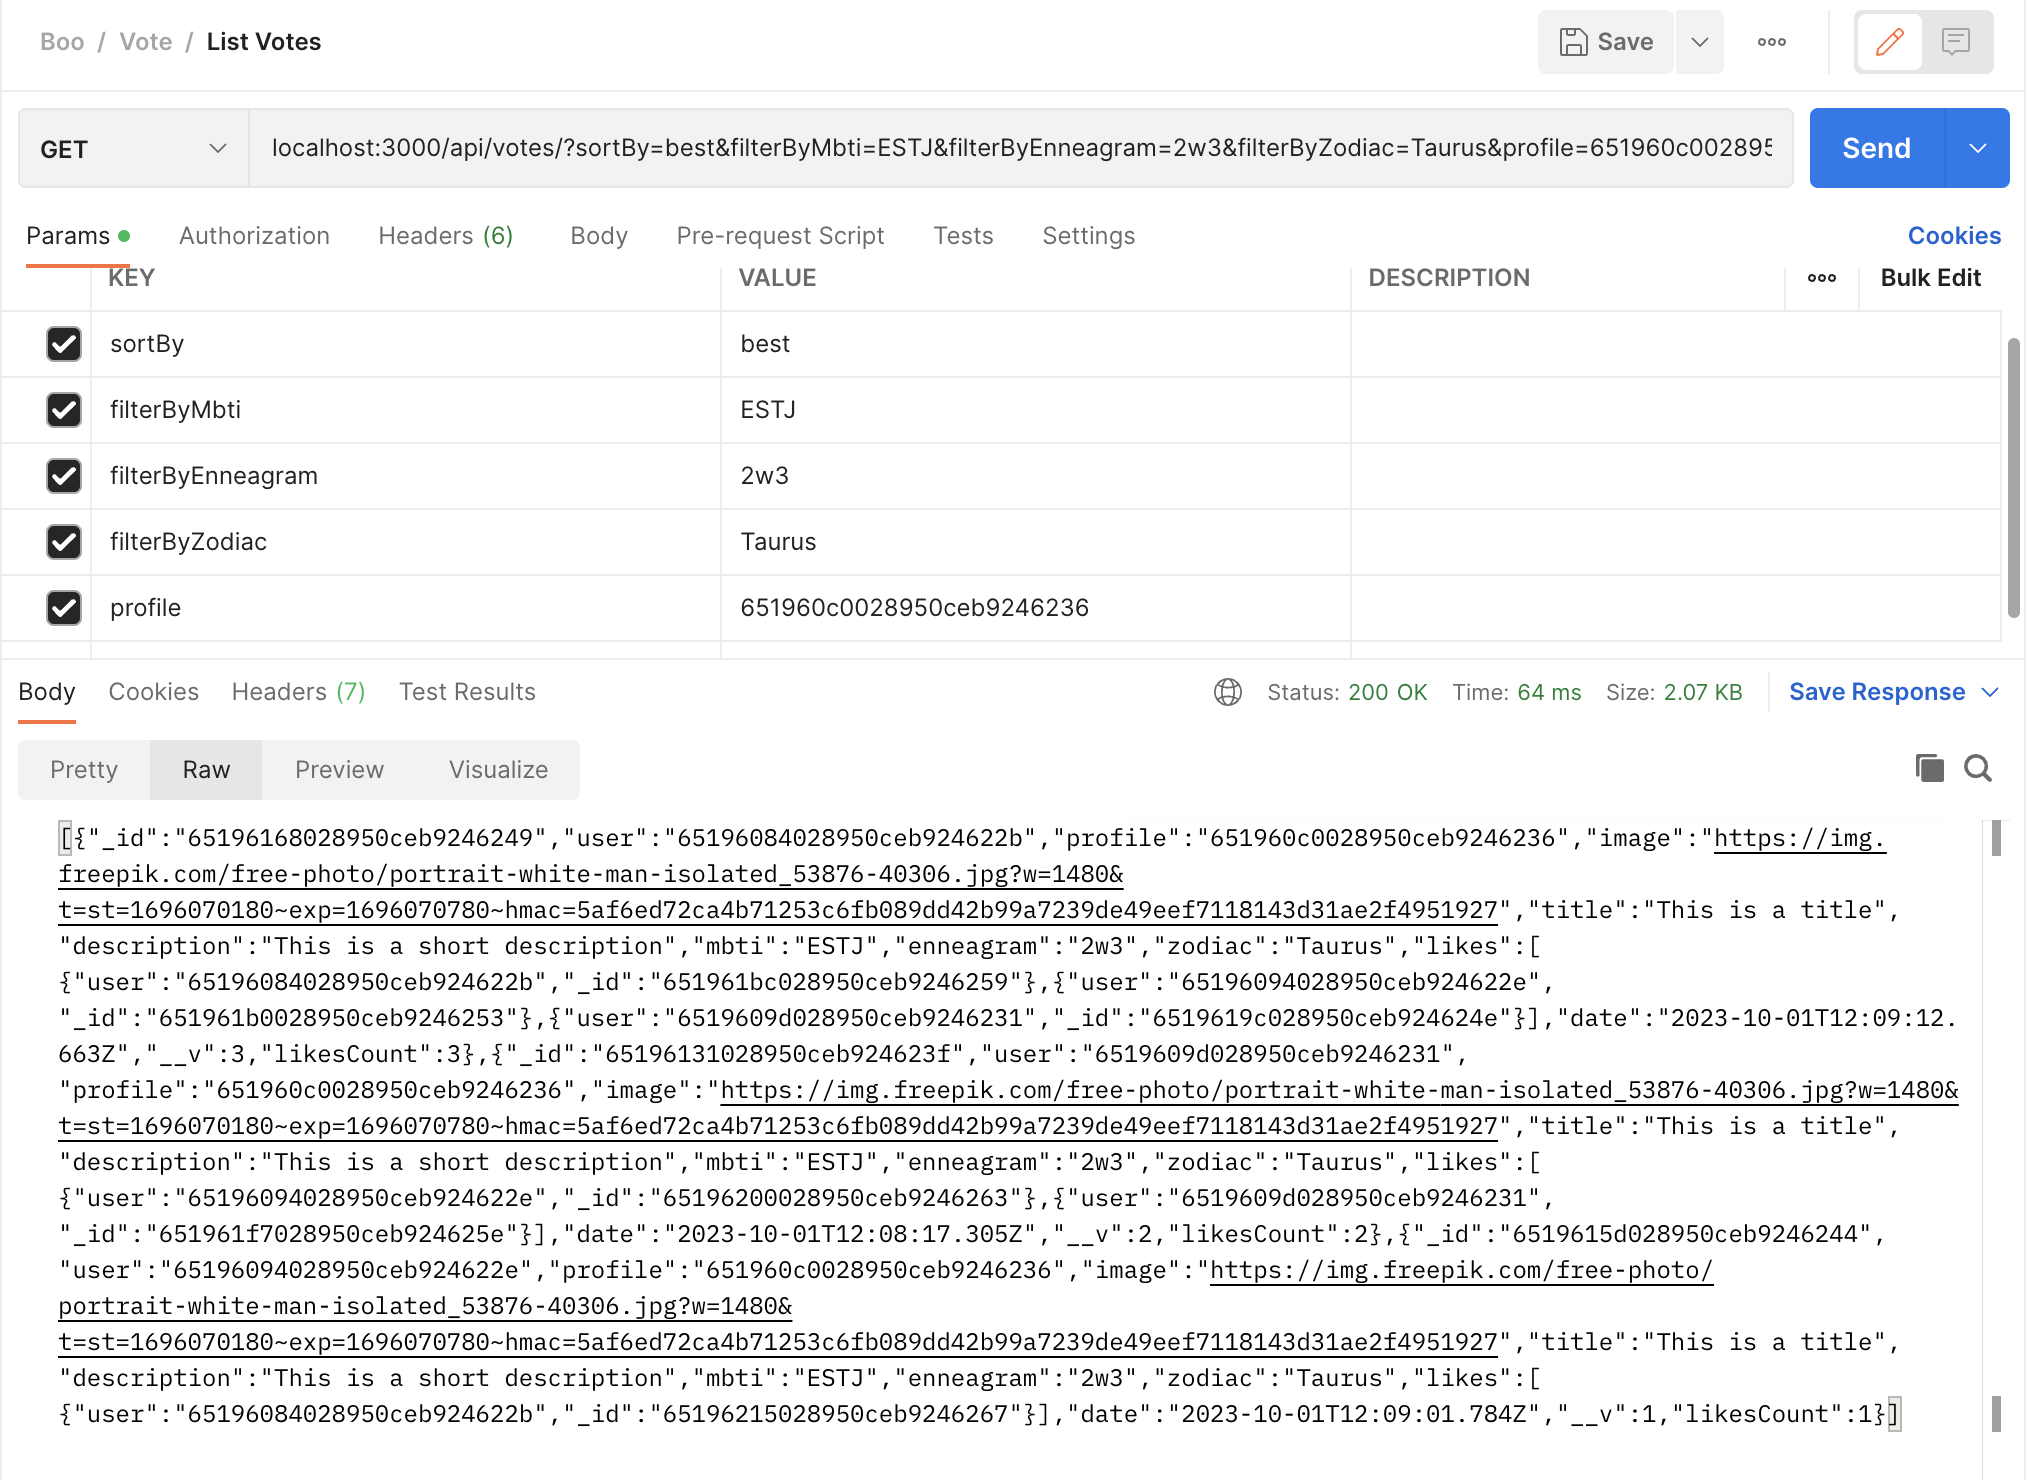 Boo / Vote / List Votes
Save
GET
localhost:3000/api/votes/?sortBy=best&filterByMbti=ESTJ&filterByEnneagram=2w3&filterByZodiac=Taurus&profile=651960c002895
Send
Params Authorization Headers (6) Body Pre-request Script Tests Settings Cookies
KEY VALUE DESCRIPTION Bulk Edit
sortBy best
filterByMbti ESTJ
filterByEnneagram 2w3
filterByZodiac Taurus
profile 651960c0028950ceb9246236
Body Cookies Headers (7) Test Results Status: 200 OK Time: 64 ms Size: 2.07 KB Save Response
Pretty Raw Preview Visualize
[{"_id":"65196168028950ceb9246249","user":"65196084028950ceb924622b","profile":"651960c0028950ceb9246236","image":"https://img.
freepik.com/free-photo/portrait-white-man-isolated_53876-40306.jpg?w=1480&
t=st=1696070180~exp=1696070780~hmac=5af6ed72ca4b71253c6fb089dd42b99a7239de49eef7118143d31ae2f4951927","title":"This is a title",
"description":"This is a short description","mbti":"ESTJ","enneagram":"2w3","zodiac":"Taurus","likes":[
{"user":"65196084028950ceb924622b","_id":"651961bc028950ceb9246259"},{"user":"65196094028950ceb924622e",
"_id":"651961b0028950ceb9246253"},{"user":"6519609d028950ceb9246231","_id":"6519619c028950ceb924624e"}],"date":"2023-10-01T12:09:12.
663Z","__v":3,"likesCount":3},{"_id":"65196131028950ceb924623f","user":"6519609d028950ceb9246231",
"profile":"651960c0028950ceb9246236","image":"https://img.freepik.com/free-photo/portrait-white-man-isolated_53876-40306.jpg?w=1480&
t=st=1696070180~exp=1696070780~hmac=5af6ed72ca4b71253c6fb089dd42b99a7239de49eef7118143d31ae2f4951927","title":"This is a title",
"description":"This is a short description","mbti":"ESTJ","enneagram":"2w3","zodiac":"Taurus","likes":[
{"user":"65196094028950ceb924622e","_id":"65196200028950ceb9246263"},{"user":"6519609d028950ceb9246231",
"_id":"651961f7028950ceb924625e"}],"date":"2023-10-01T12:08:17.305Z","__v":2,"likesCount":2},{"_id":"6519615d028950ceb9246244",
"user":"65196094028950ceb924622e","profile":"651960c0028950ceb9246236","image":"https://img.freepik.com/free-photo/
portrait-white-man-isolated_53876-40306.jpg?w=1480&
t=st=1696070180~exp=1696070780~hmac=5af6ed72ca4b71253c6fb089dd42b99a7239de49eef7118143d31ae2f4951927","title":"This is a title",
"description":"This is a short description","mbti":"ESTJ","enneagram":"2w3","zodiac":"Taurus","likes":[
{"user":"65196084028950ceb924622b","_id":"65196215028950ceb9246267"}],"date":"2023-10-01T12:09:01.784Z","__v":1,"likesCount":1}]